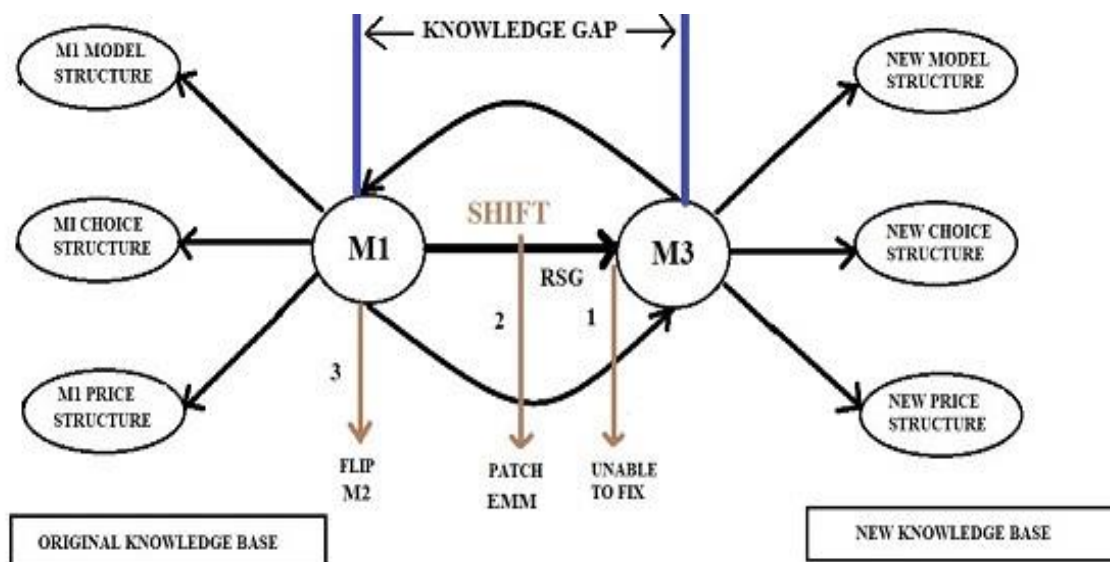 KNOWLEDGE GAP
M1 MODEL
STRUCTURE
NEW MODEL
STRUCTURE
SHIFT
MI CHOICE
STRUCTURE
M1
M3
NEW CHOICE
STRUCTURE
RSG
2
1
3
M1 PRICE
STRUCTURE
NEW PRICE
STRUCTURE
FLIP
M2
PATCH
EMM
UNABLE
TO FIX
ORIGINAL KNOWLEDGE BASE
NEW KNOWLEDGE BASE